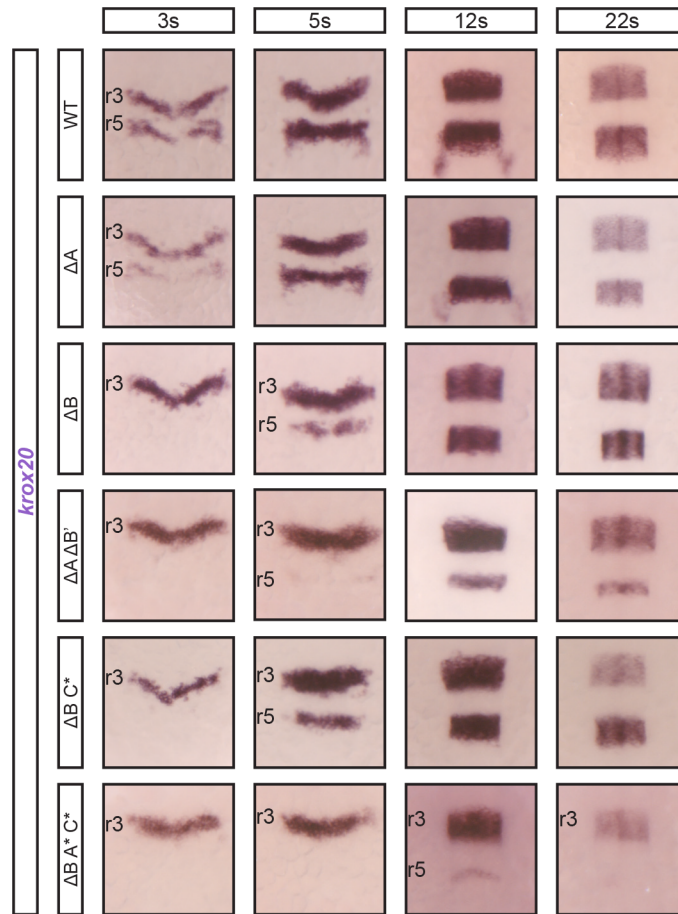 3s 5s 12s 22s
krox20
WT
r3
r5
ΔA
r3
r5
ΔB
r3
r3
r5
ΔAΔB’
r3
r3
r5
ΔB C*
r3
r3
r5
ΔB A* C*
r3
r3
r3
r5
r3